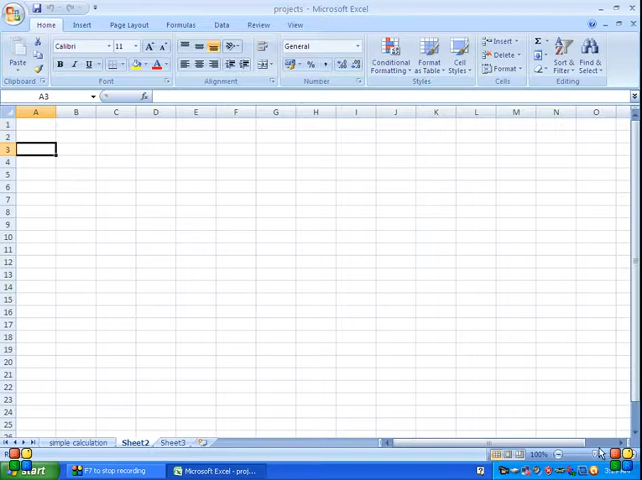 projects - Microsoft Excel
Home Insert Page Layout Formulas Data Review View
Paste
Calibri 11
General
Conditional Formatting
Format as Table
Cell Styles
Insert
Delete
Format
Σ
Sort & Filter
Find & Select
Clipboard Font Alignment Number Styles Cells Editing
A3 fx
A B C D E F G H I J K L M N O
1
2
3
4
5
6
7
8
9
10
11
12
13
14
15
16
17
18
19
20
21
22
23
24
25
simple calculation Sheet2 Sheet3
100%
start F7 to stop recording Microsoft Excel - proj...